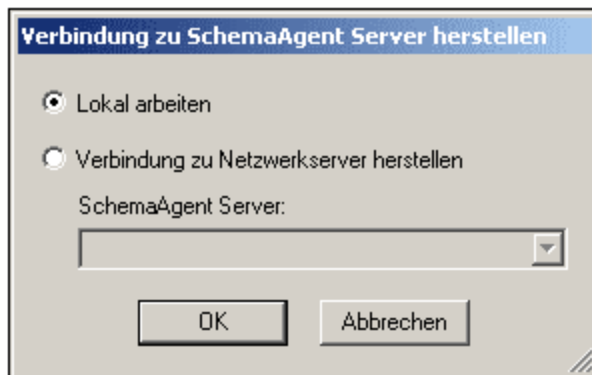 Verbindung zu SchemaAgent Server herstellen
Lokal arbeiten
Verbindung zu Netzwerkserver herstellen
SchemaAgent Server:
OK
Abbrechen